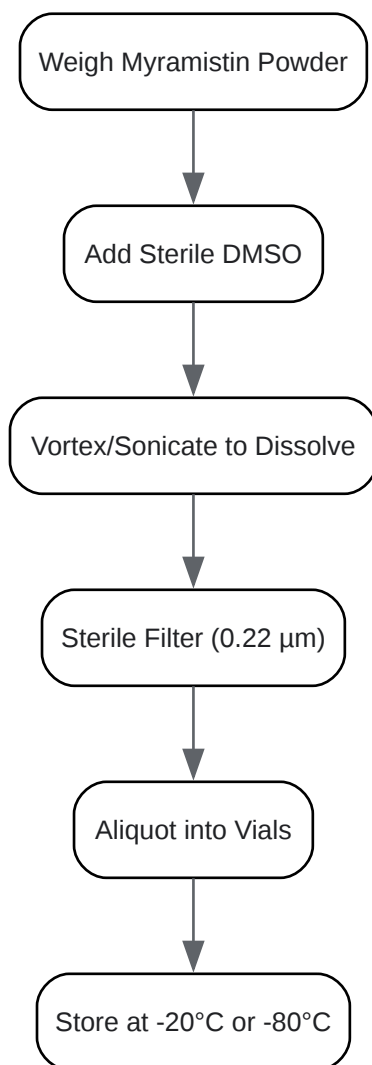 Weigh Myramistin Powder
Add Sterile DMSO
Vortex/Sonicate to Dissolve
Sterile Filter (0.22 µm)
Aliquot into Vials
Store at -20°C or -80°C